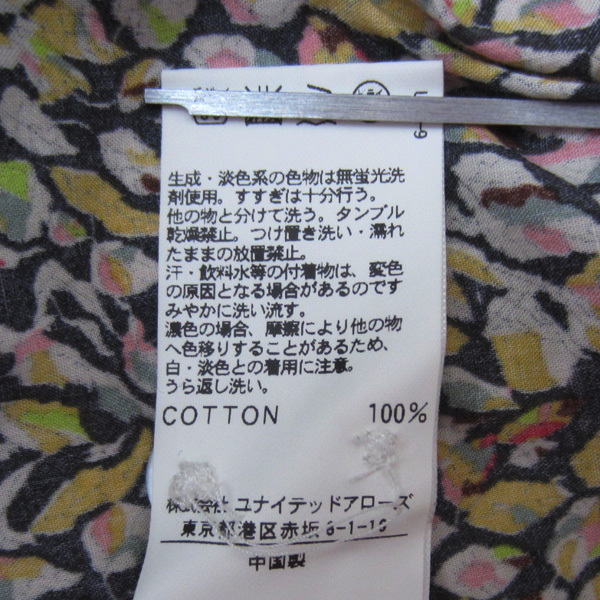 生成・淡色系の色物は無蛍光洗
剤使用。すすぎは十分行う。
他の物と分けて洗う。タンブル
乾燥禁止。つけ置き洗い・濡れ
たままの放置禁止。
汗・飲料水等の付着物は、変色
の原因となる場合があるのです
みやかに洗い流す。
濃色の場合、摩擦により他の物
へ色移りすることがあるため、
白・淡色との着用に注意。
うら返し洗い。
COTTON 100%
株式会社 ユナイテッドアローズ
東京都港区赤坂
中国製